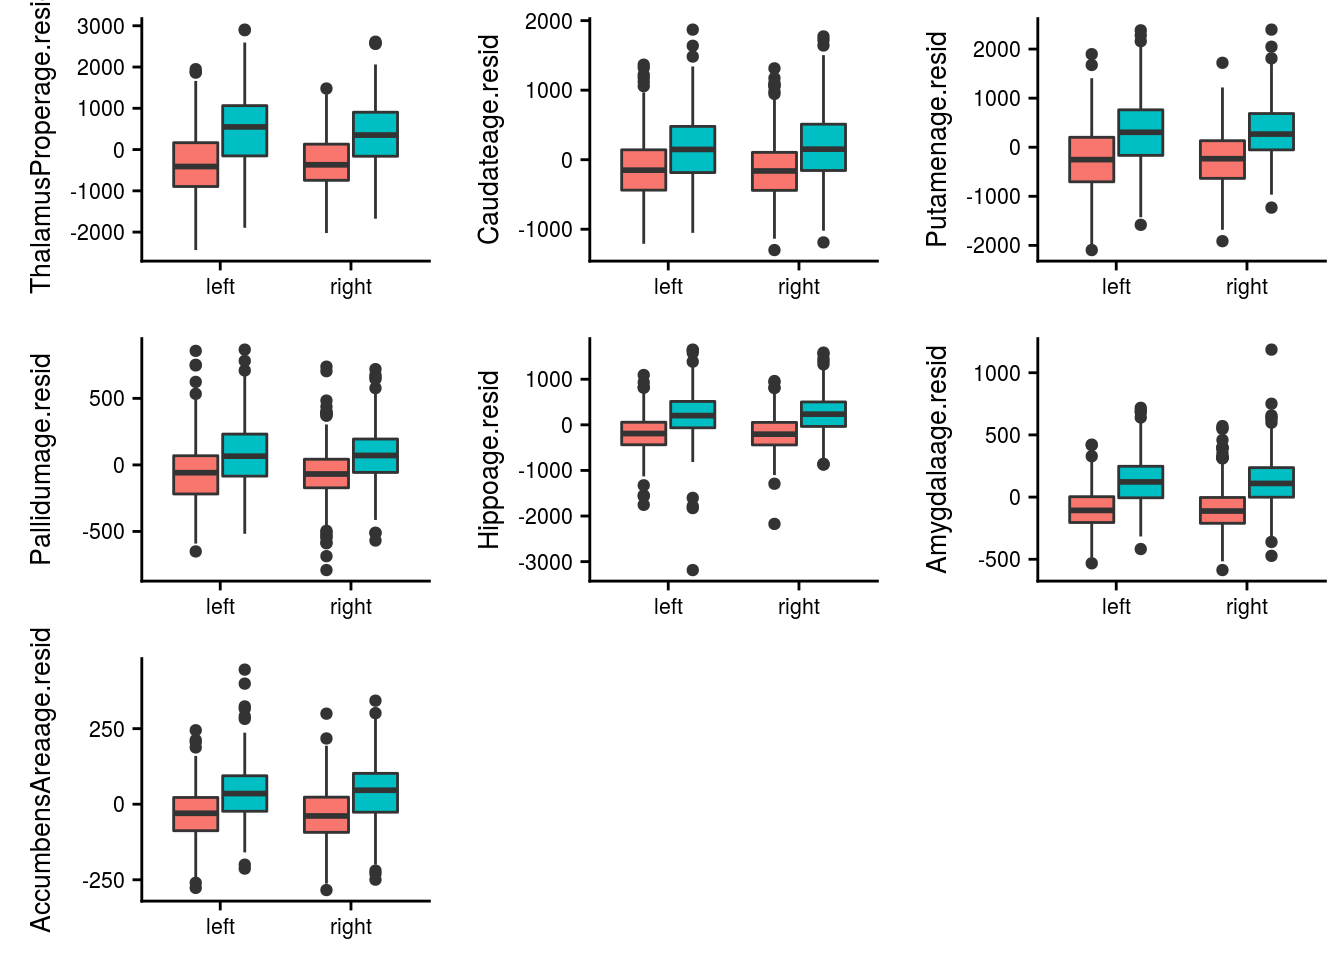 ThalamusProperage.resi
3000
2000
1000
0
-1000
-2000
left right
Caudateage.resid
2000
1000
0
-1000
left right
Putamenage.resid
2000
1000
0
-1000
-2000
left right
Pallidumage.resid
500
0
-500
left right
Hippoage.resid
1000
0
-1000
-2000
-3000
left right
Amygdalaage.resid
1000
500
0
-500
left right
AccumbensAreaage.resid
250
0
-250
left right